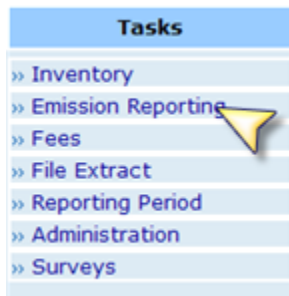 Tasks
» Inventory
» Emission Reporting
» Fees
» File Extract
» Reporting Period
» Administration
» Surveys